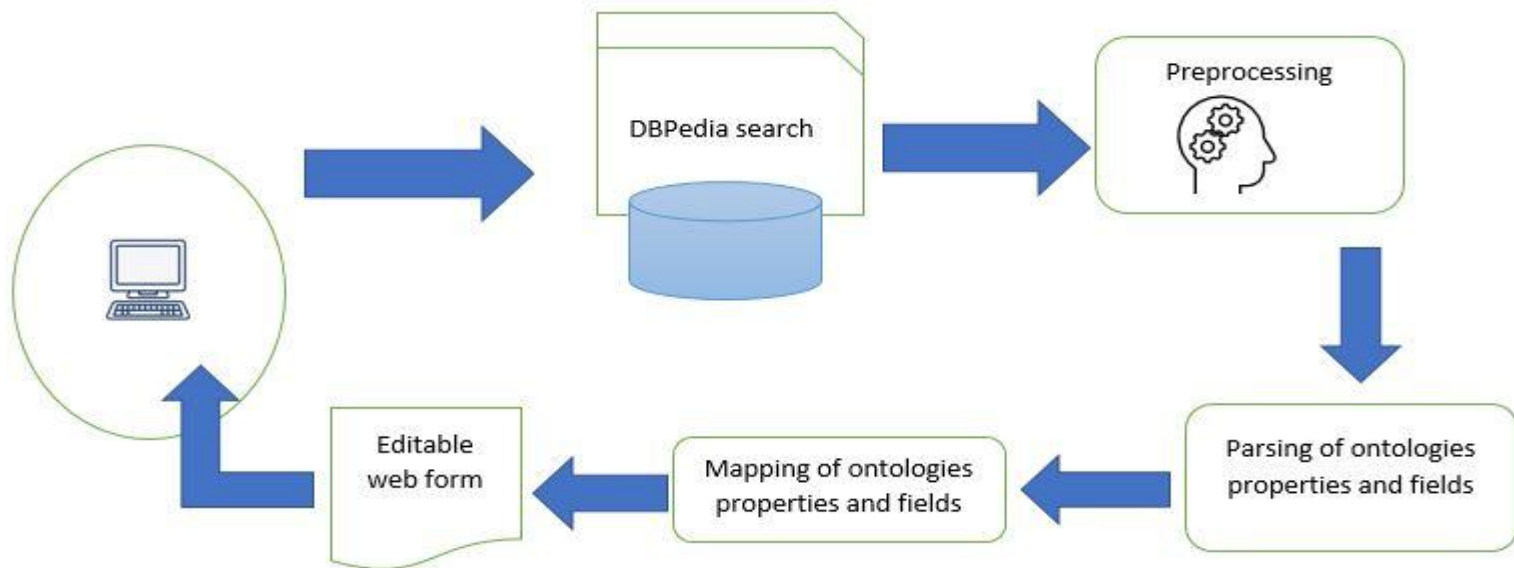 DBPedia search
Preprocessing
Parsing of ontologies
properties and fields
Mapping of ontologies
properties and fields
Editable
web form